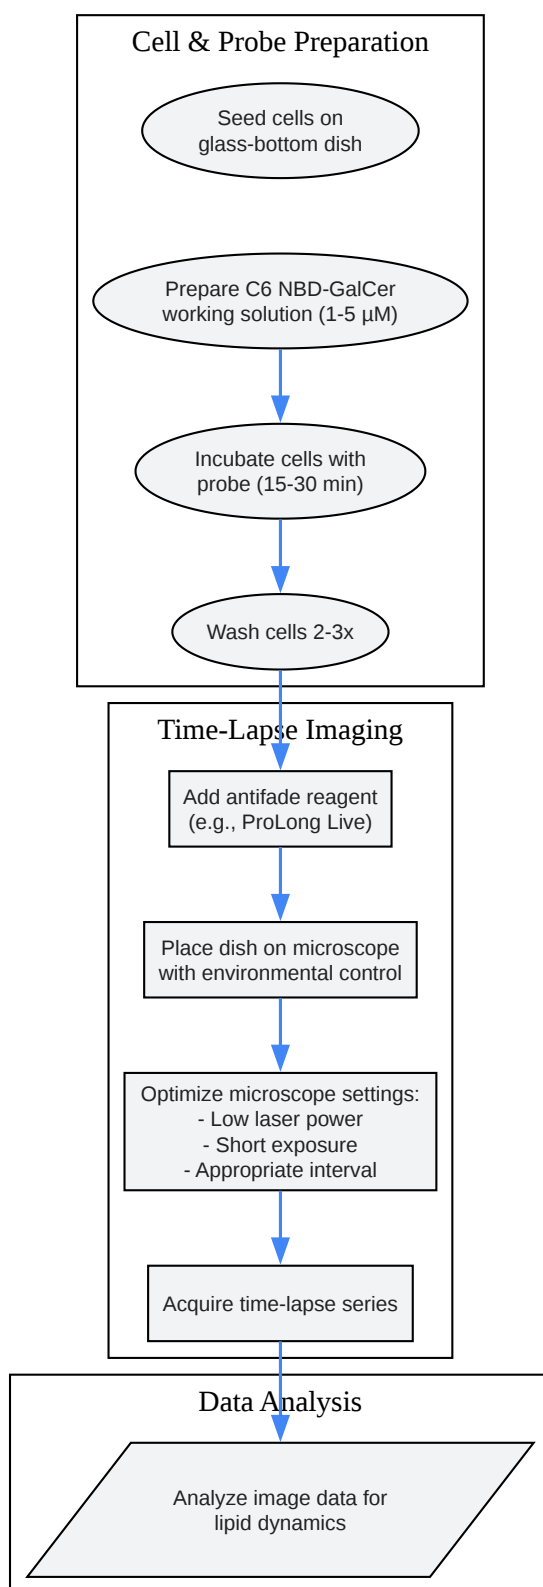 Cell & Probe Preparation
Seed cells on
glass-bottom dish
Prepare C6 NBD-GalCer
working solution (1-5 µM)
Incubate cells with
probe (15-30 min)
Wash cells 2-3x
Time-Lapse Imaging
Add antifade reagent
(e.g., ProLong Live)
Place dish on microscope
with environmental control
Optimize microscope settings:
- Low laser power
- Short exposure
- Appropriate interval
Acquire time-lapse series
Data Analysis
Analyze image data for
lipid dynamics